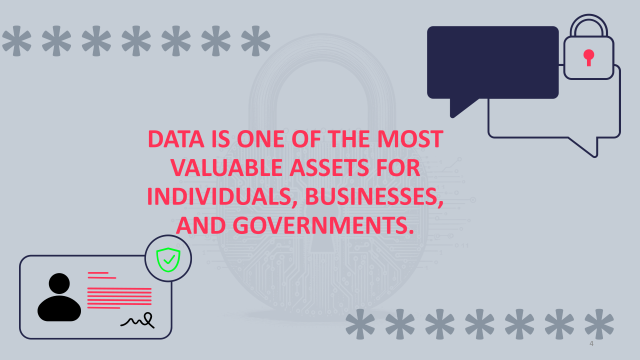 *******
DATA IS ONE OF THE MOST
VALUABLE ASSETS FOR
INDIVIDUALS, BUSINESSES,
AND GOVERNMENTS.
*******
4